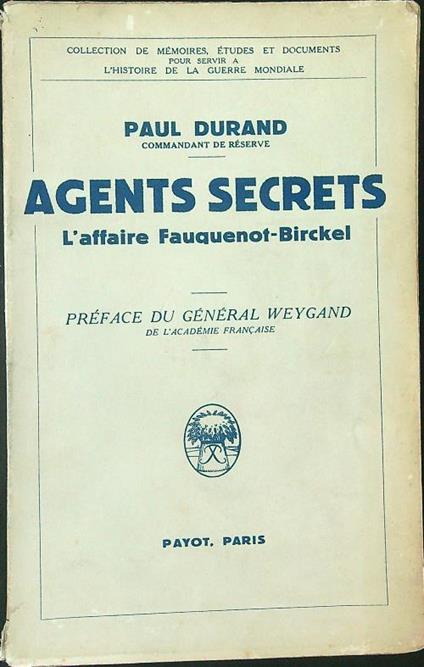 COLLECTION DE MÉMOIRES, ÉTUDES ET DOCUMENTS
POUR SERVIR A
L'HISTOIRE DE LA GUERRE MONDIALE
PAUL DURAND
COMMANDANT DE RÉSERVE
AGENTS SECRETS
L'affaire Fauquenot-Birckel
PRÉFACE DU GÉNÉRAL WEYGAND
DE L'ACADÉMIE FRANÇAISE
PAYOT, PARIS